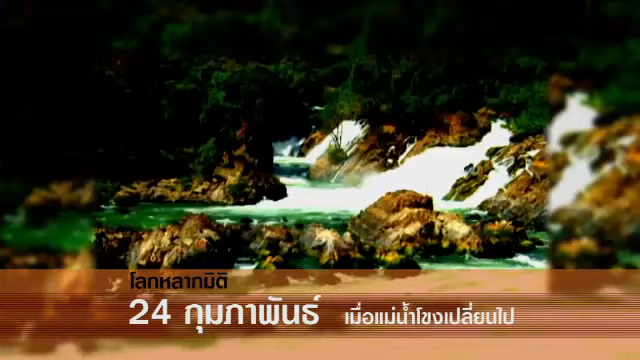 โลกหลากมิติ
24 กุมภาพันธ์ เมื่อแม่น้ำโขงเปลี่ยนไป